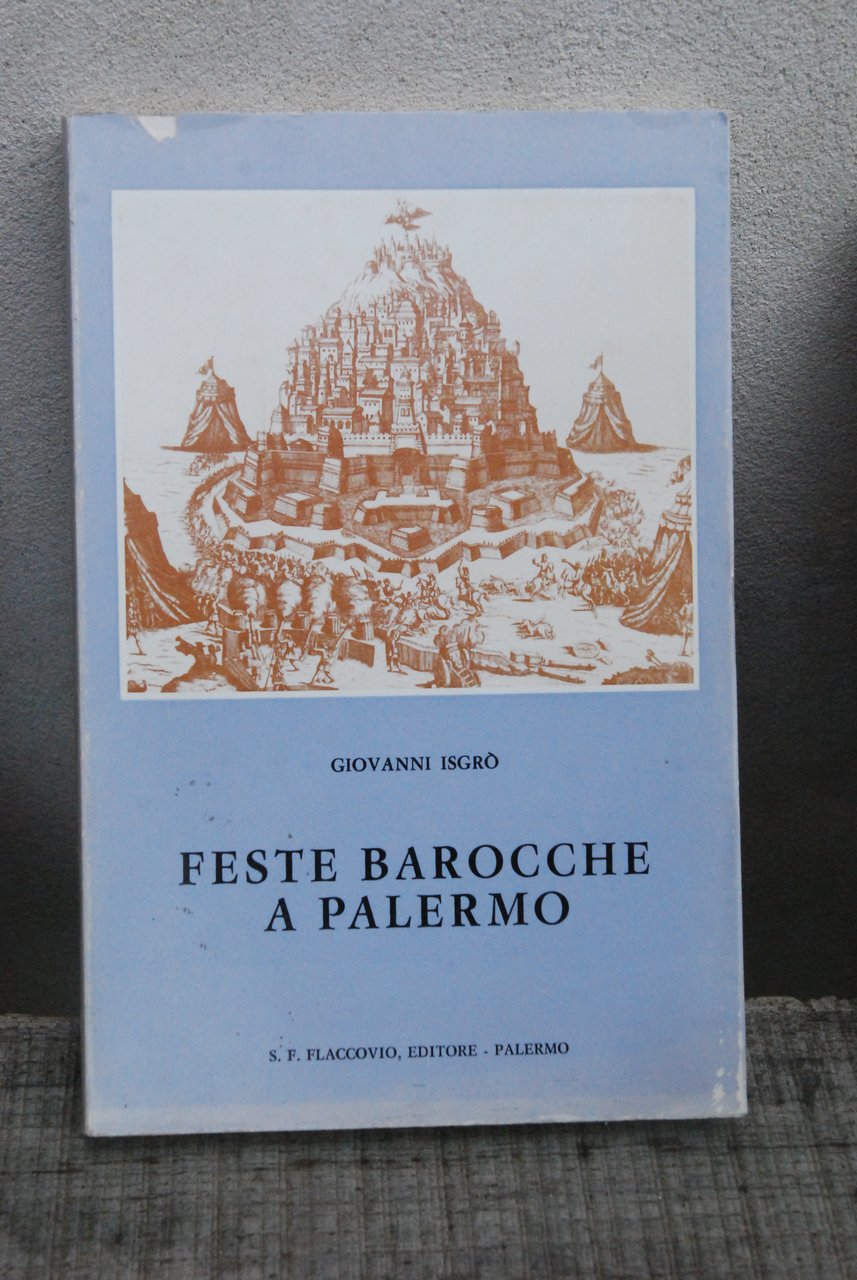 GIOVANNI ISGRÒ
FESTE BAROCCHE
A PALERMO
S. F. FLACCOVIO, EDITORE - PALERMO